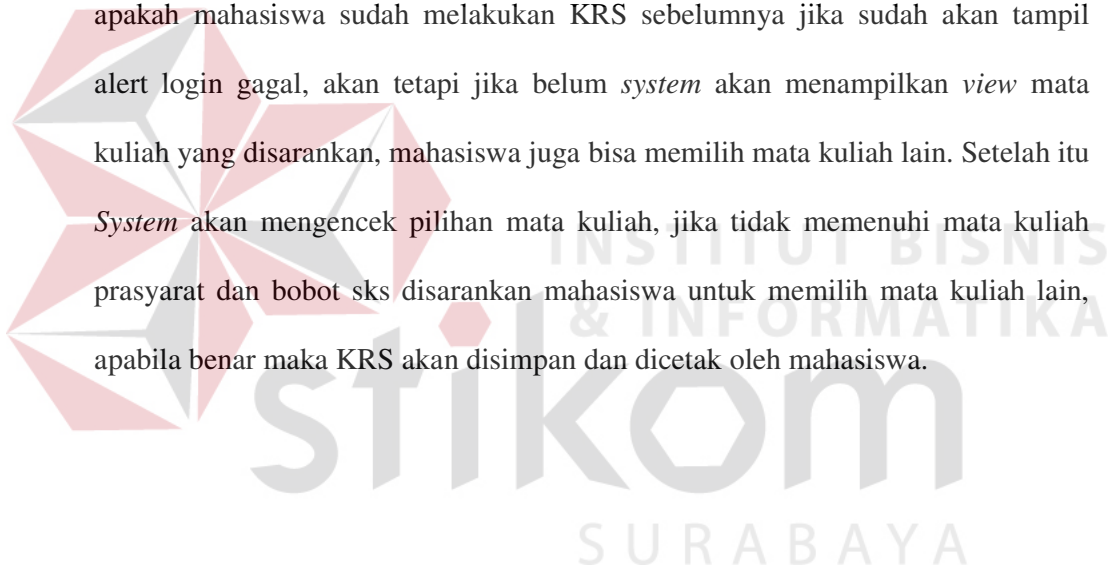 apakah mahasiswa sudah melakukan KRS sebelumnya jika sudah akan tampil
alert login gagal, akan tetapi jika belum system akan menampilkan view mata
kuliah yang disarankan, mahasiswa juga bisa memilih mata kuliah lain. Setelah itu
System akan mengencek pilihan mata kuliah, jika tidak memenuhi mata kuliah
prasyarat dan bobot sks disarankan mahasiswa untuk memilih mata kuliah lain,
apabila benar maka KRS akan disimpan dan dicetak oleh mahasiswa.
INSTITUT BISNIS
& INFORMATIKA
stikom
SURABAYA